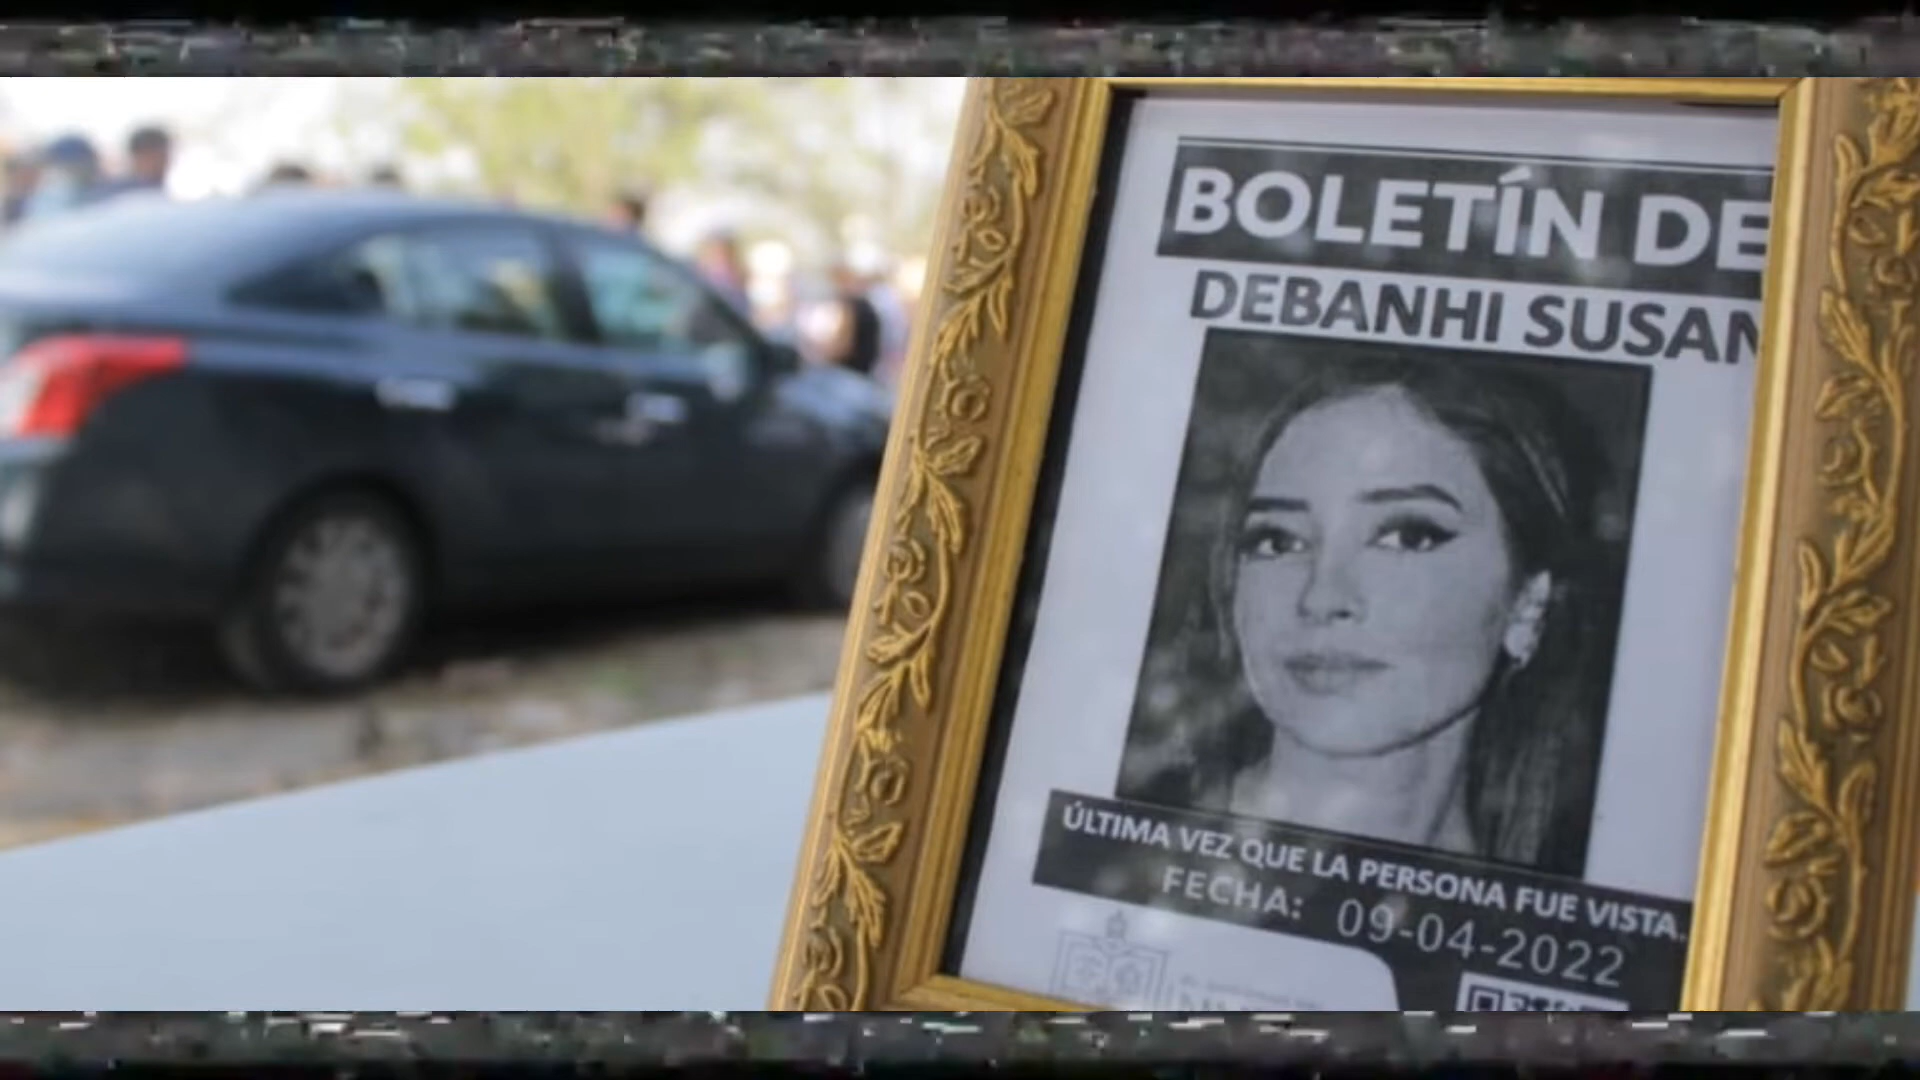 BOLETÍN DE
DEBANHI SUSAN
ÚLTIMA VEZ QUE LA PERSONA FUE VISTA.
FECHA: 09-04-2022